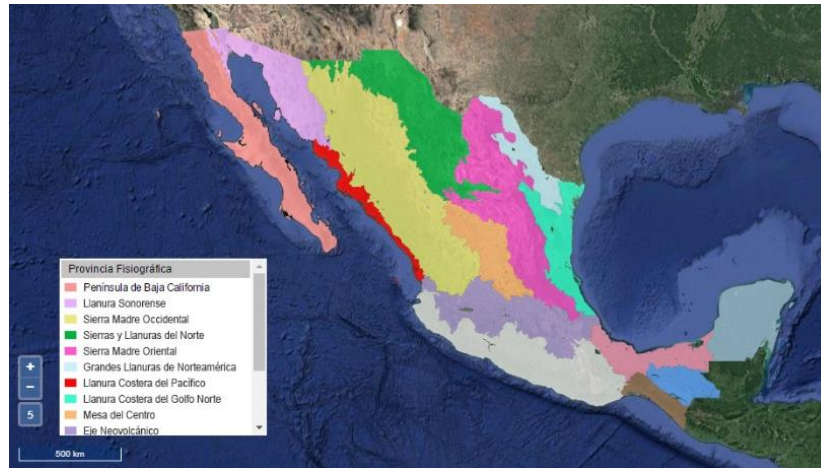 Provincia Fisiográfica
Península de Baja California
Llanura Sonorense
Sierra Madre Occidental
Sierras y Llanuras del Norte
Sierra Madre Oriental
Grandes Llanuras de Norteamérica
Llanura Costera del Pacífico
Llanura Costera del Golfo Norte
Mesa del Centro
Eje Neovolcánico
+
−
5
500 km